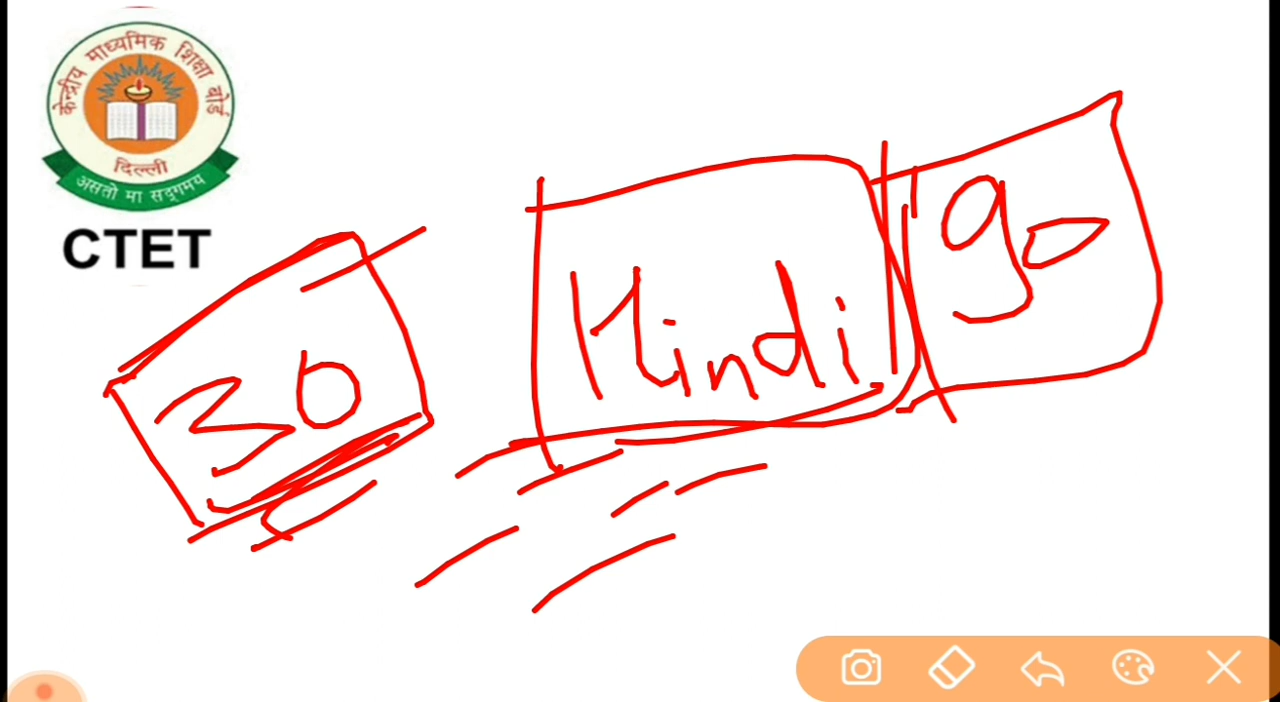 केन्द्रीय माध्यमिक शिक्षा बोर्ड
दिल्ली
असतो मा सद्गमय
CTET
30
Hindi
90